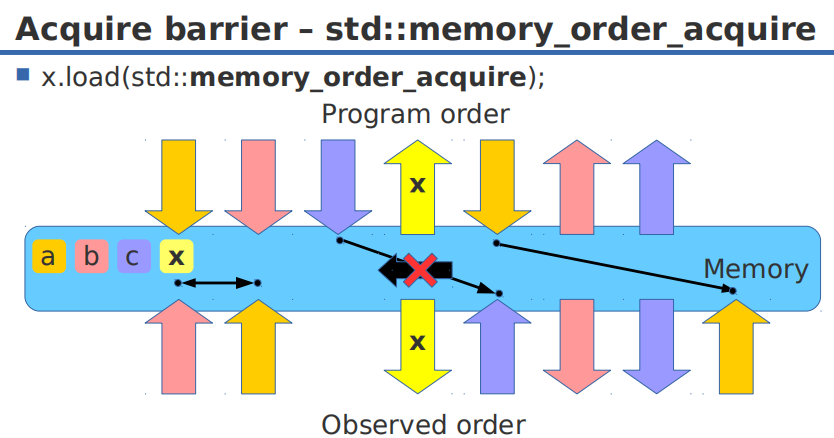 Acquire barrier – std::memory_order_acquire
x.load(std::memory_order_acquire);
Program order
x
a b c x
Memory
x
Observed order